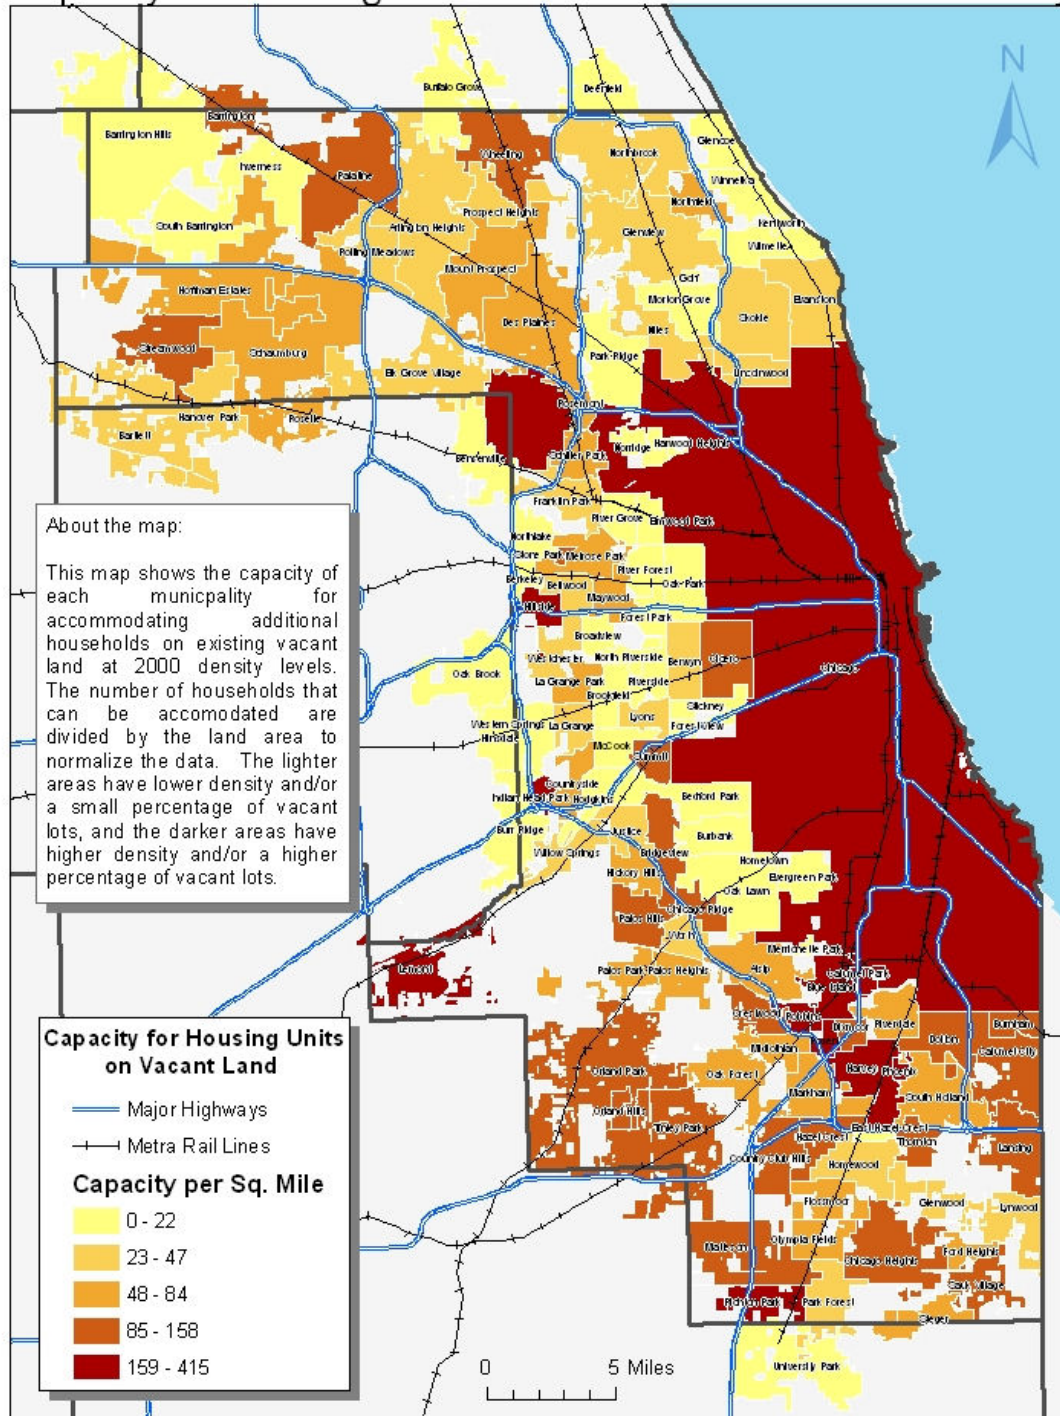 N
Buffalo Grove
Deerfield
Barrington
Barrington Hills
Glencoe
Wheeling
Northbrook
Inverness
Palatine
Winnetka
Northfield
Prospect Heights
South Barrington
Arlington Heights
Glenview
Kenilworth
Wilmette
Rolling Meadows
Mount Prospect
Golf
Hoffman Estates
Morton Grove
Evanston
Skokie
Des Plaines
Niles
Streamwood
Schaumburg
Park Ridge
Elk Grove Village
Lincolnwood
Rosemont
Hanover Park
Roselle
Bartlett
Norridge
Harwood Heights
Bensenville
Schiller Park
Franklin Park
River Grove
Elmwood Park
Northlake
Stone Park
Melrose Park
River Forest
Berkeley
Bellwood
Oak Park
Maywood
Hillside
Forest Park
Broadview
Westchester
North Riverside
Berwyn
Cicero
Chicago
Oak Brook
La Grange Park
Riverside
Brookfield
Stickney
Western Springs
La Grange
Lyons
Forest View
Hinsdale
McCook
Summit
Countryside
Indian Head Park
Hodgkins
Bedford Park
Burr Ridge
Justice
Burbank
Willow Springs
Bridgeview
Hometown
Hickory Hills
Evergreen Park
Oak Lawn
Chicago Ridge
Palos Hills
Worth
Merrionette Park
Lemont
Palos Park
Palos Heights
Alsip
Calumet Park
Blue Island
Crestwood
Robbins
Dixmoor
Riverdale
Burnham
Dolton
Midlothian
Posen
Calumet City
Orland Park
Oak Forest
Harvey
Phoenix
Markham
South Holland
Orland Hills
Tinley Park
East Hazel Crest
Hazel Crest
Thornton
Lansing
Country Club Hills
Homewood
Flossmoor
Glenwood
Lynwood
Matteson
Olympia Fields
Ford Heights
Chicago Heights
Sauk Village
Richton Park
Park Forest
Steger
University Park
About the map:
This map shows the capacity of
each municpality for
accommodating additional
households on existing vacant
land at 2000 density levels.
The number of households that
can be accomodated are
divided by the land area to
normalize the data. The lighter
areas have lower density and/or
a small percentage of vacant
lots, and the darker areas have
higher density and/or a higher
percentage of vacant lots.
Capacity for Housing Units
on Vacant Land
Major Highways
Metra Rail Lines
Capacity per Sq. Mile
0 - 22
23 - 47
48 - 84
85 - 158
159 - 415
0 5 Miles